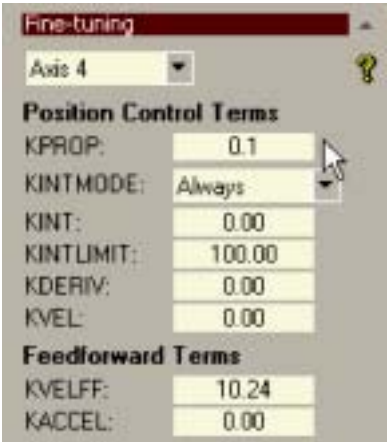 Fine-tuning
Axis 4
Position Control Terms
KPROP: 0.1
KINTMODE: Always
KINT: 0.00
KINTLIMIT: 100.00
KDERIV: 0.00
KVEL: 0.00
Feedforward Terms
KVELFF: 10.24
KACCEL: 0.00